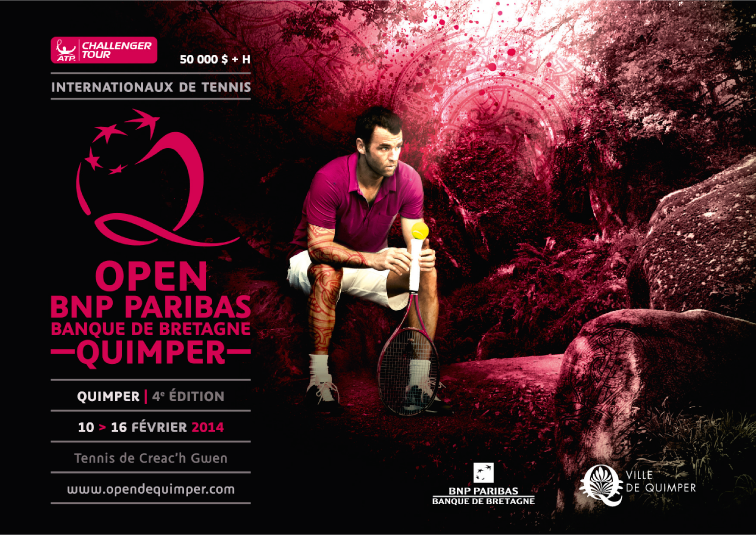 ATP. CHALLENGER
TOUR
50 000 $ + H
INTERNATIONAUX DE TENNIS
OPEN
BNP PARIBAS
BANQUE DE BRETAGNE
QUIMPER
QUIMPER | 4e ÉDITION
10 > 16 FÉVRIER 2014
Tennis de Creac'h Gwen
www.opendequimper.com
BNP PARIBAS
BANQUE DE BRETAGNE
VILLE
DE QUIMPER